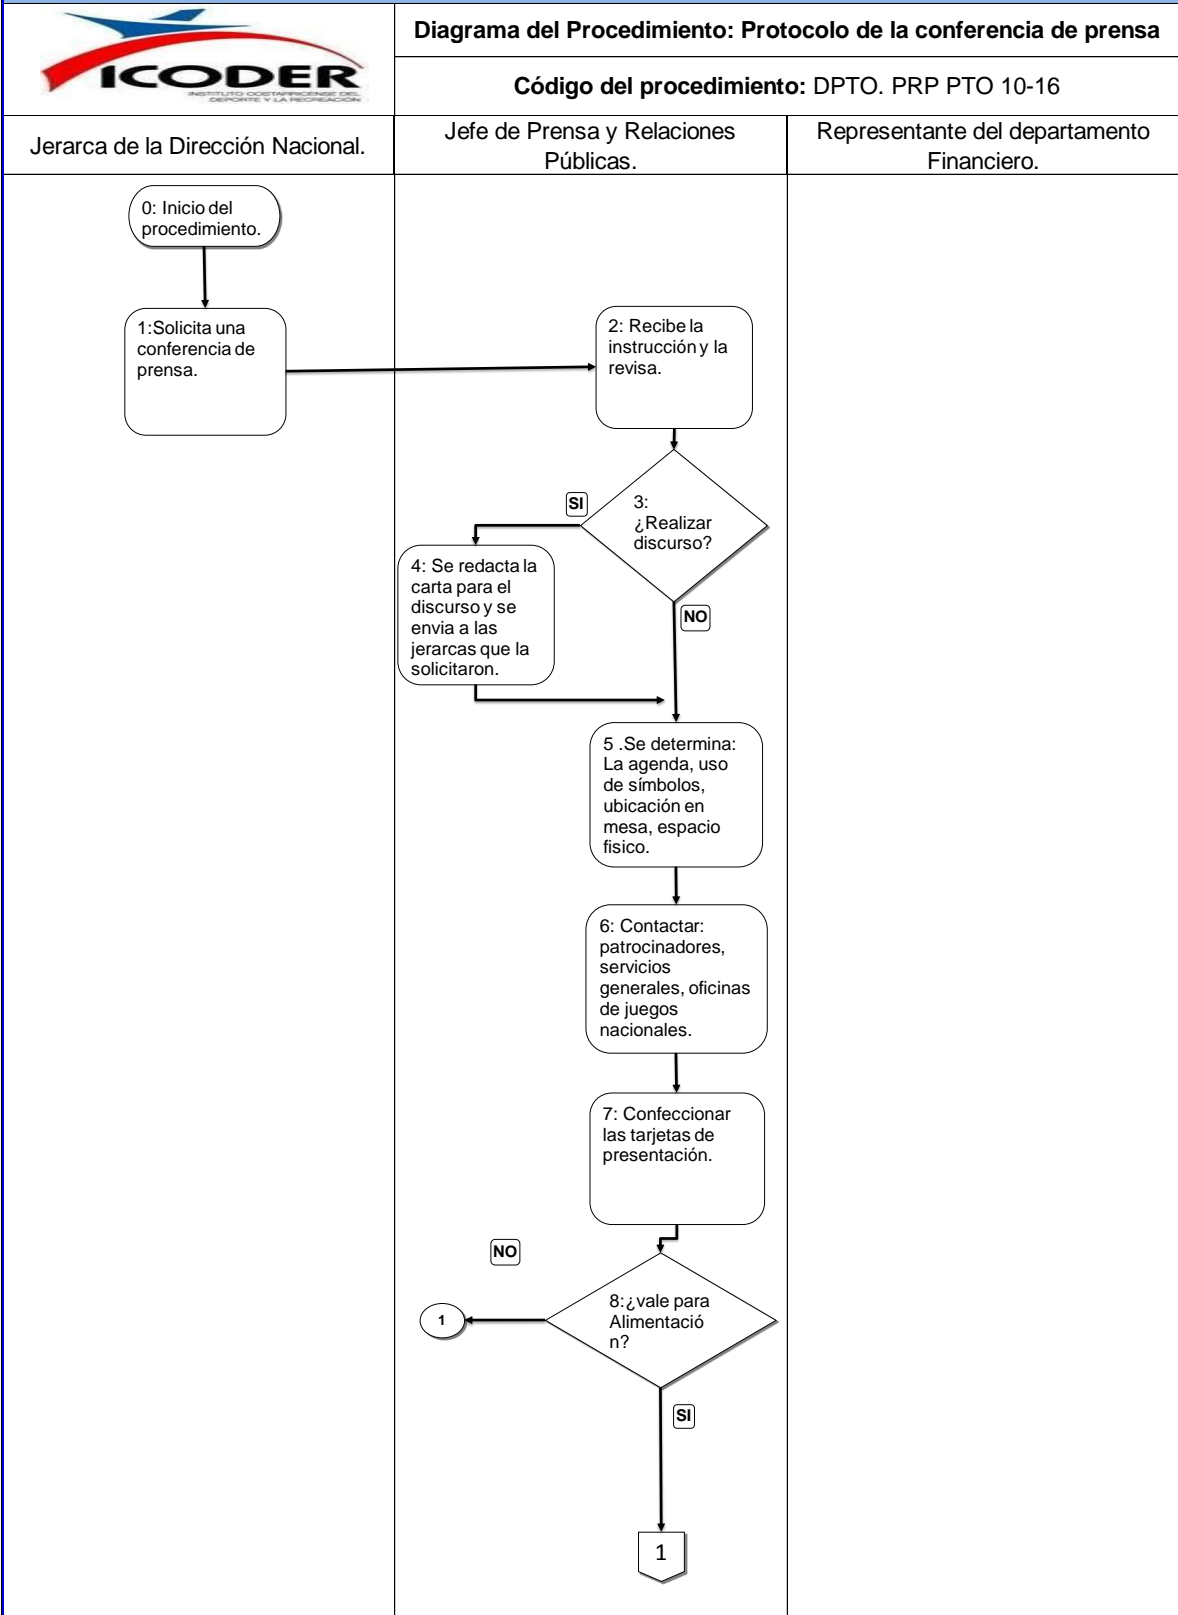 ICODER
INSTITUTO COSTARRICENSE DEL
DEPORTE Y LA RECREACIÓN
Diagrama del Procedimiento: Protocolo de la conferencia de prensa
Código del procedimiento: DPTO. PRP PTO 10-16
Jerarca de la Dirección Nacional.
Jefe de Prensa y Relaciones
Públicas.
Representante del departamento
Financiero.
0: Inicio del
procedimiento.
1:Solicita una
conferencia de
prensa.
2: Recibe la
instrucción y la
revisa.
3:
¿Realizar
discurso?
SI
4: Se redacta la
carta para el
discurso y se
envia a las
jerarcas que la
solicitaron.
NO
5 .Se determina:
La agenda, uso
de símbolos,
ubicación en
mesa, espacio
fisico.
6: Contactar:
patrocinadores,
servicios
generales, oficinas
de juegos
nacionales.
7: Confeccionar
las tarjetas de
presentación.
NO
8:¿vale para
Alimentació
n?
1
SI
1